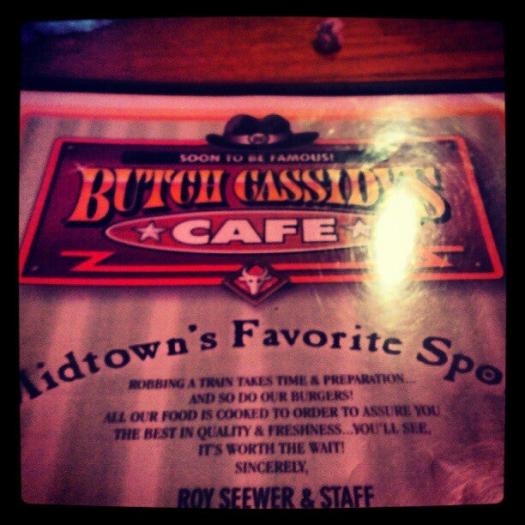 SOON TO BE FAMOUS!
BUTCH CASSIDY'S
CAFE
Midtown's Favorite Spo
ROBBING A TRAIN TAKES TIME & PREPARATION...
AND SO DO OUR BURGERS!
ALL OUR FOOD IS COOKED TO ORDER TO ASSURE YOU
THE BEST IN QUALITY & FRESHNESS...YOU'LL SEE,
IT'S WORTH THE WAIT!
SINCERELY,
ROY SEEWER & STAFF